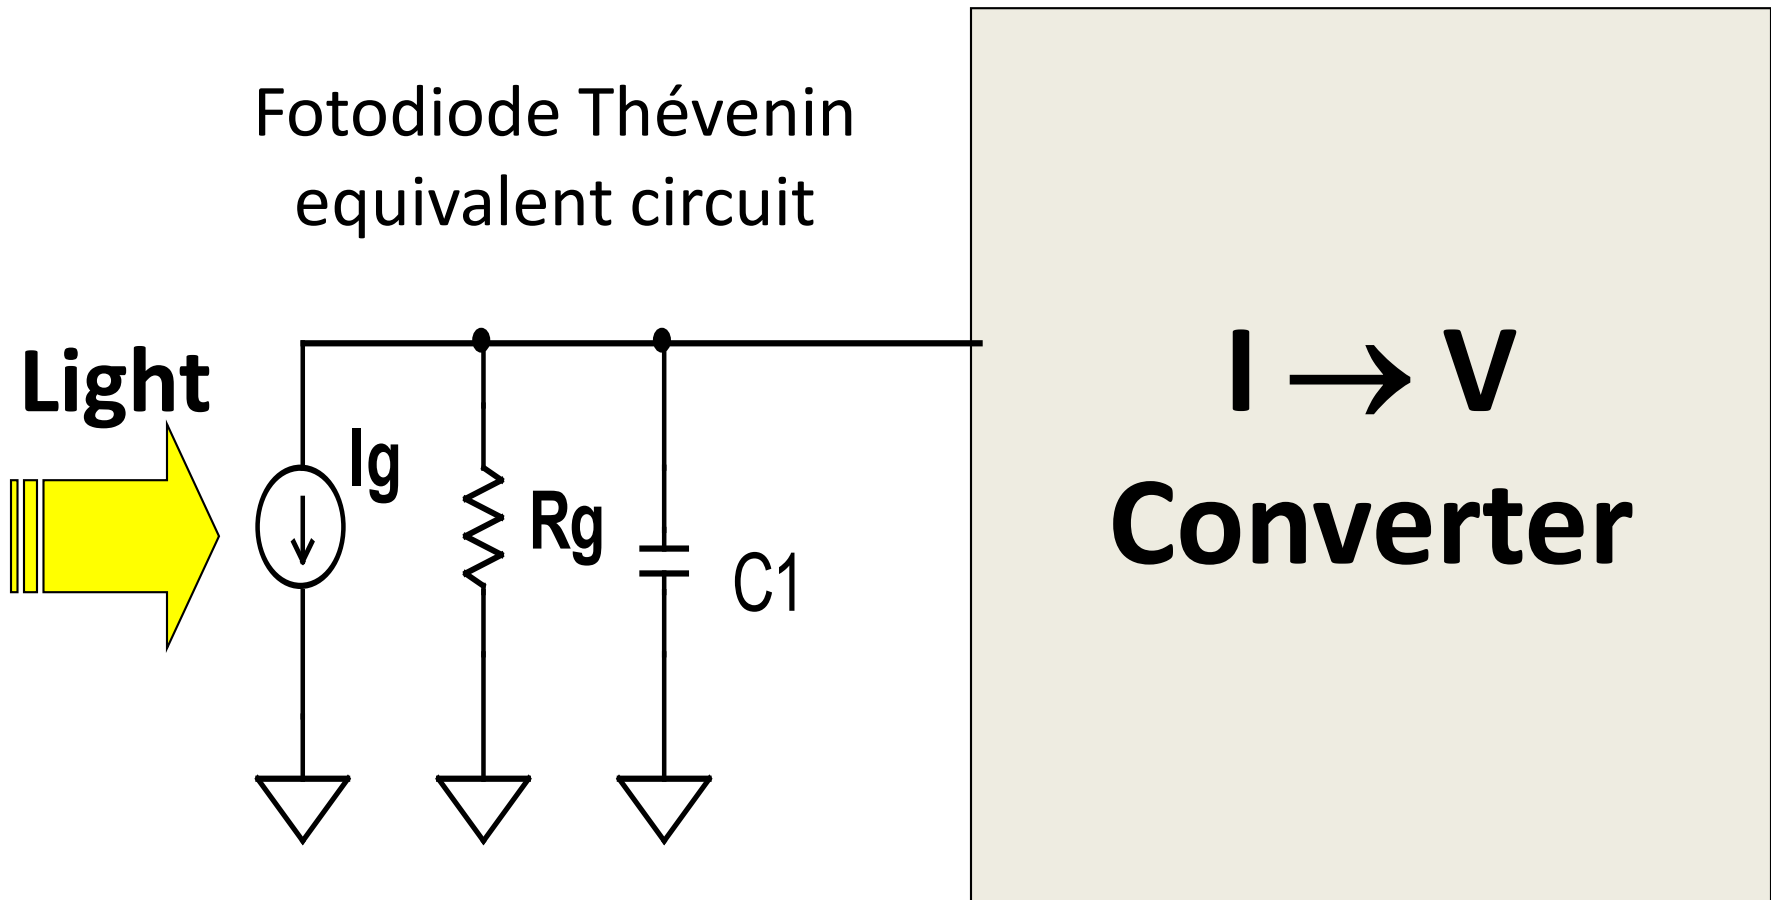 Fotodiode Thévenin
equivalent circuit
Light
Ig
Rg
C1
I → V
Converter